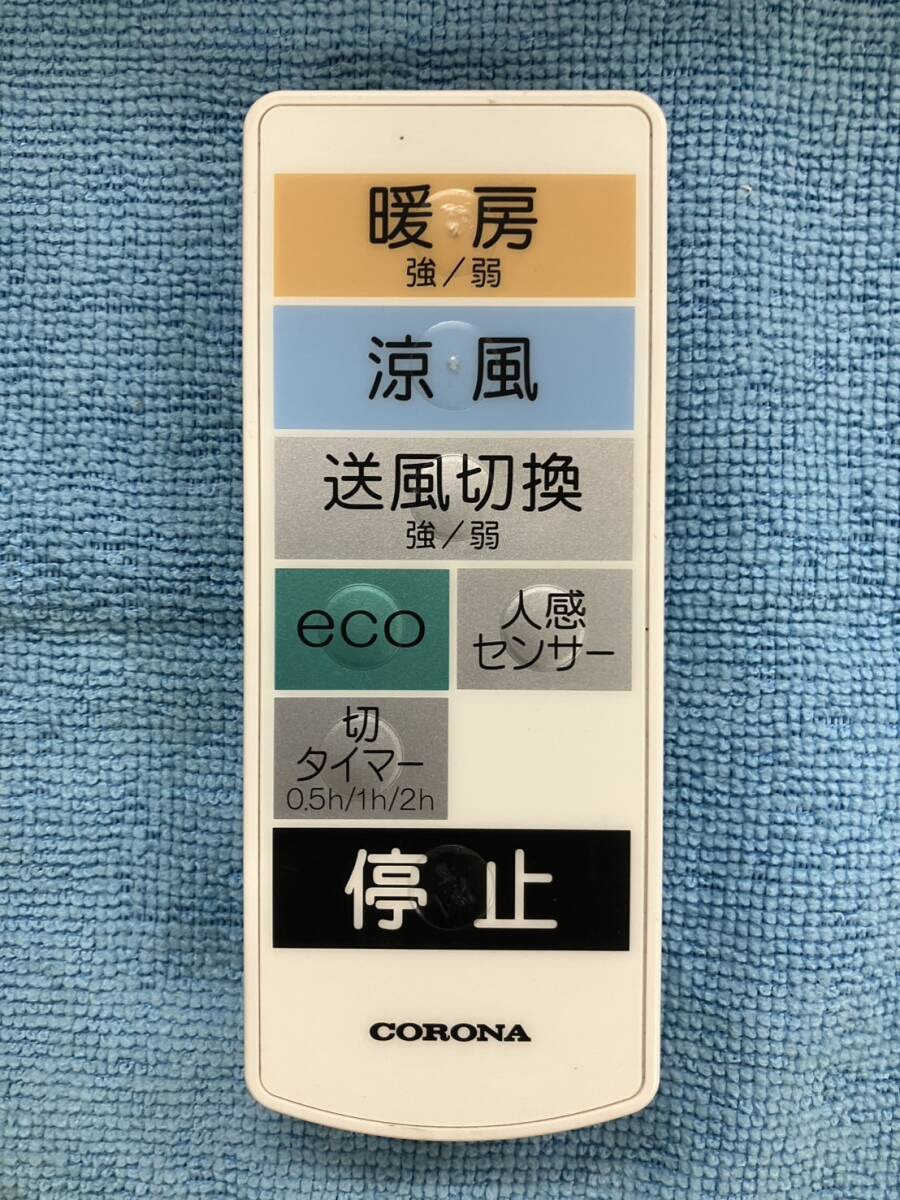 暖房
強/弱
涼風
送風切換
強/弱
eco
人感
センサー
切
タイマー
0.5h/1h/2h
停止
CORONA